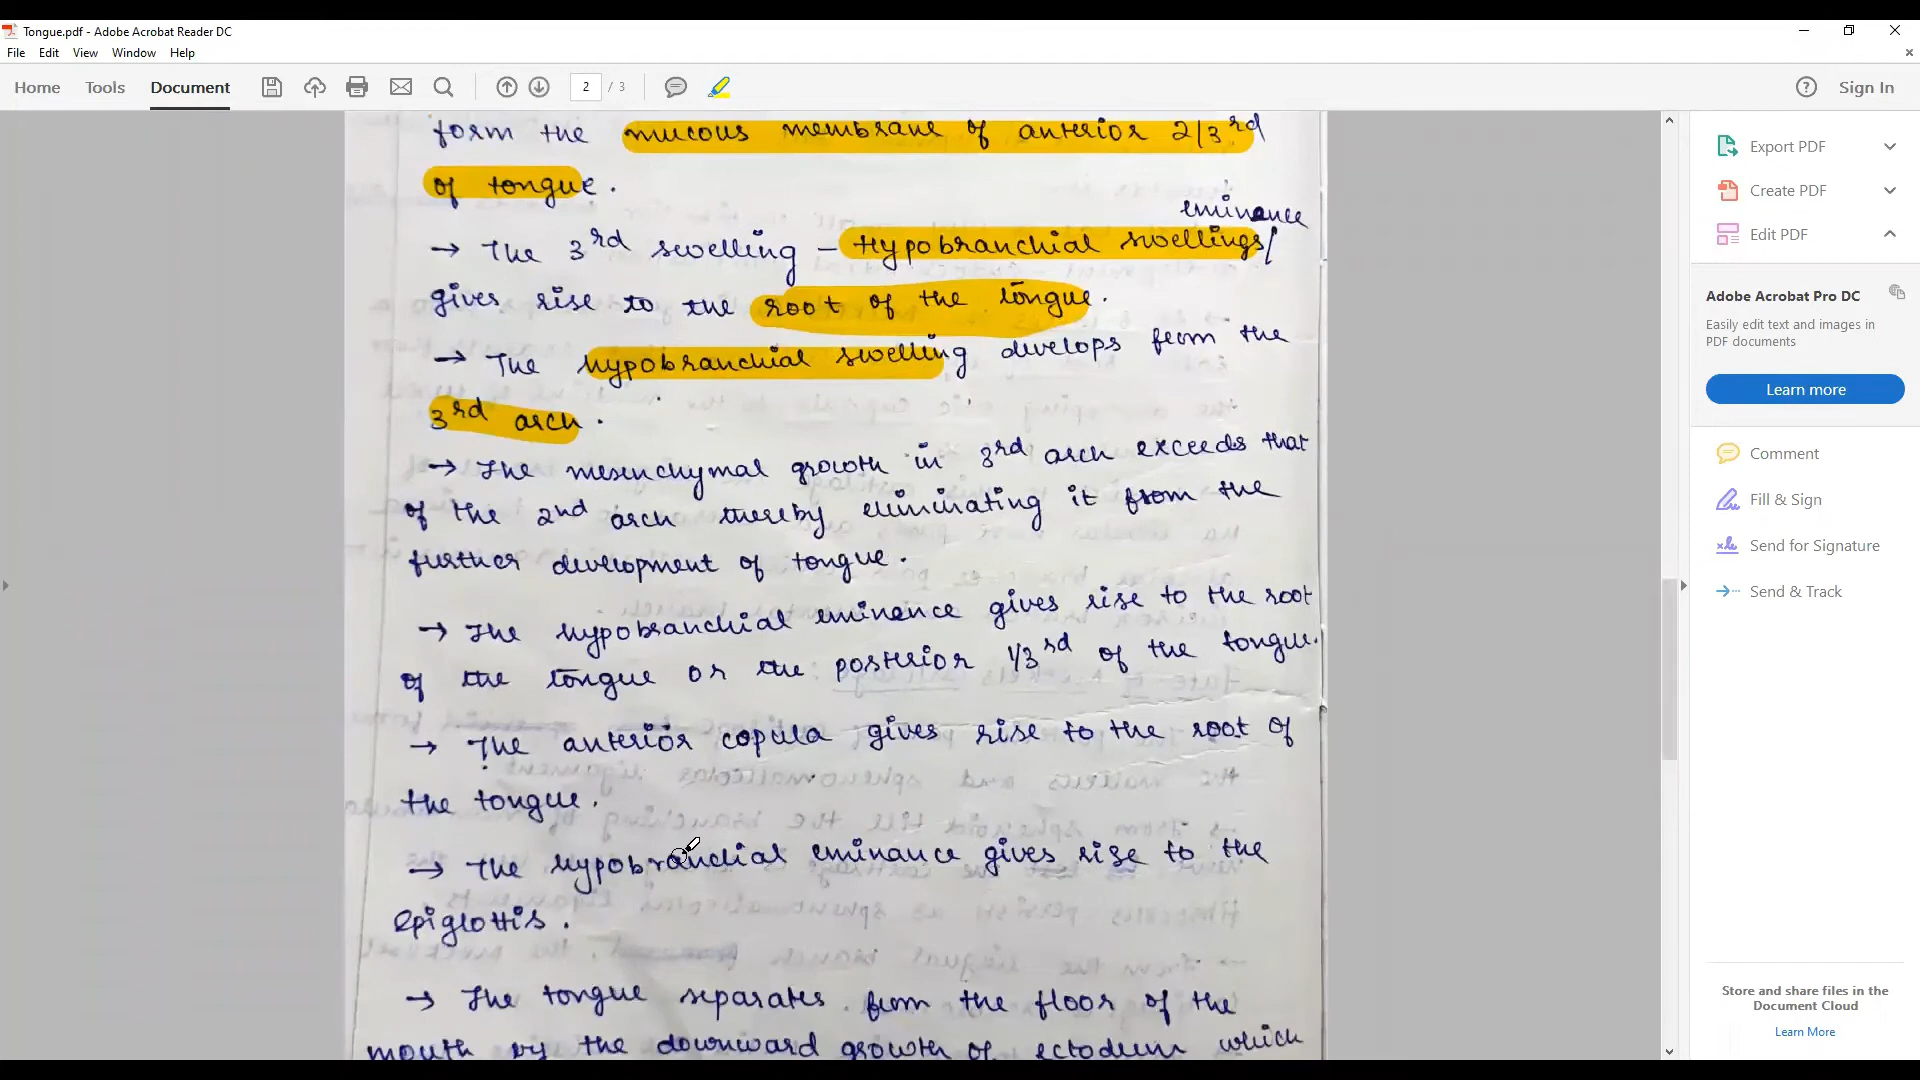 Tongue.pdf - Adobe Acrobat Reader DC
File Edit View Window Help
Home Tools Document 2 / 3 Sign In
form the mucous membrane of anterior 2/3rd
of tongue.
eminance
→ The 3rd swelling - Hypobranchial swellings/
gives rise to the root of the tongue.
→ The hypobranchial swelling develops from the
3rd arch.
→ The mesenchymal growth in 3rd arch exceeds that
of the 2nd arch thereby eliminating it from the
further development of tongue.
→ The hypobranchial eminence gives rise to the root
of the tongue or the posterior 1/3rd of the tongue.
→ The anterior copula gives rise to the root of
the tongue.
→ The hypobranchial eminance gives rise to the
epiglottis.
→ The tongue separates from the floor of the
mouth by the downward growth of ectoderm which
Export PDF
Create PDF
Edit PDF
Adobe Acrobat Pro DC
Easily edit text and images in
PDF documents
Learn more
Comment
Fill & Sign
Send for Signature
Send & Track
Store and share files in the
Document Cloud
Learn More